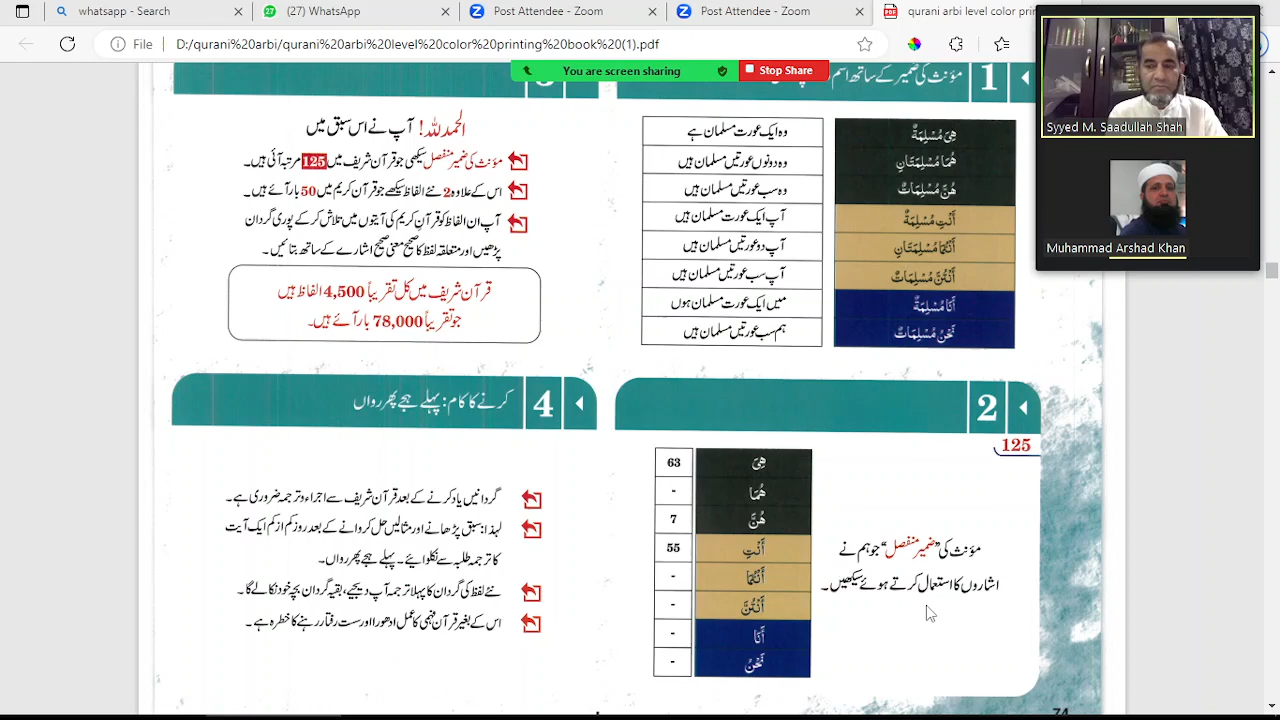 whatsapp - Search
(27) WhatsApp
Post Attendee - Zoom
Post Attendee - Zoom
qurani arbi level color prin
File
D:/qurani%20arbi/qurani%20arbi%20level%20color%20printing%20book%20(1).pdf
You are screen sharing
Stop Share
Syyed M. Saadullah Shah
Muhammad Arshad Khan
1
مؤنث کی ضمیر کے ساتھ اسم
هِيَ مُسْلِمَةٌ
وہ ایک عورت مسلمان ہے
هُمَا مُسْلِمَتَانِ
وہ دونوں عورتیں مسلمان ہیں
هُنَّ مُسْلِمَاتٌ
وہ سب عورتیں مسلمان ہیں
أَنْتِ مُسْلِمَةٌ
آپ ایک عورت مسلمان ہیں
أَنْتُمَا مُسْلِمَتَانِ
آپ دو عورتیں مسلمان ہیں
أَنْتُنَّ مُسْلِمَاتٌ
آپ سب عورتیں مسلمان ہیں
أَنَا مُسْلِمَةٌ
میں ایک عورت مسلمان ہوں
نَحْنُ مُسْلِمَاتٌ
ہم سب عورتیں مسلمان ہیں
2
125
مؤنث کی "ضمیر منفصل" جو ہم نے
اشاروں کا استعمال کرتے ہوئے سیکھیں۔
هِيَ 63
هُمَا -
هُنَّ 7
أَنْتِ 55
أَنْتُمَا -
أَنْتُنَّ -
أَنَا -
نَحْنُ -
الحمد للہ! آپ نے اس سبق میں
مؤنث کی ضمیر منفصل سیکھی جو قرآن شریف میں 125 مرتبہ آئی ہیں۔
اس کے علاوہ 2 نئے الفاظ سیکھے جو قرآن کریم میں 50 بار آئے ہیں۔
آپ ان الفاظ کو قرآنِ کریم کی آیتوں میں تلاش کر کے پوری گردان
پڑھیں اور متعلقہ لفظ کا صحیح معنی صحیح اشارے کے ساتھ بتائیں۔
قرآن شریف میں کل تقریباً 4,500 الفاظ ہیں
جو تقریباً 78,000 بار آئے ہیں۔
4
کرنے کا کام: پہلے ہجے پھر رواں
گردانیں یاد کرنے کے بعد قرآن شریف سے اجراء و ترجمہ ضروری ہے۔
لہذا: سبق پڑھانے اور مثالیں حل کروانے کے بعد روز کم از کم ایک آیت
کا ترجمہ طلبہ سے نکلوائیے۔ پہلے ہجے پھر رواں۔
نئے لفظ کی گردان کا پہلا ترجمہ آپ دیجیے، بقیہ گردان بچہ خود نکالے گا۔
اس کے بغیر قرآن فہمی کا عمل ادھورا اور سست رفتار رہنے کا خطرہ ہے۔
74